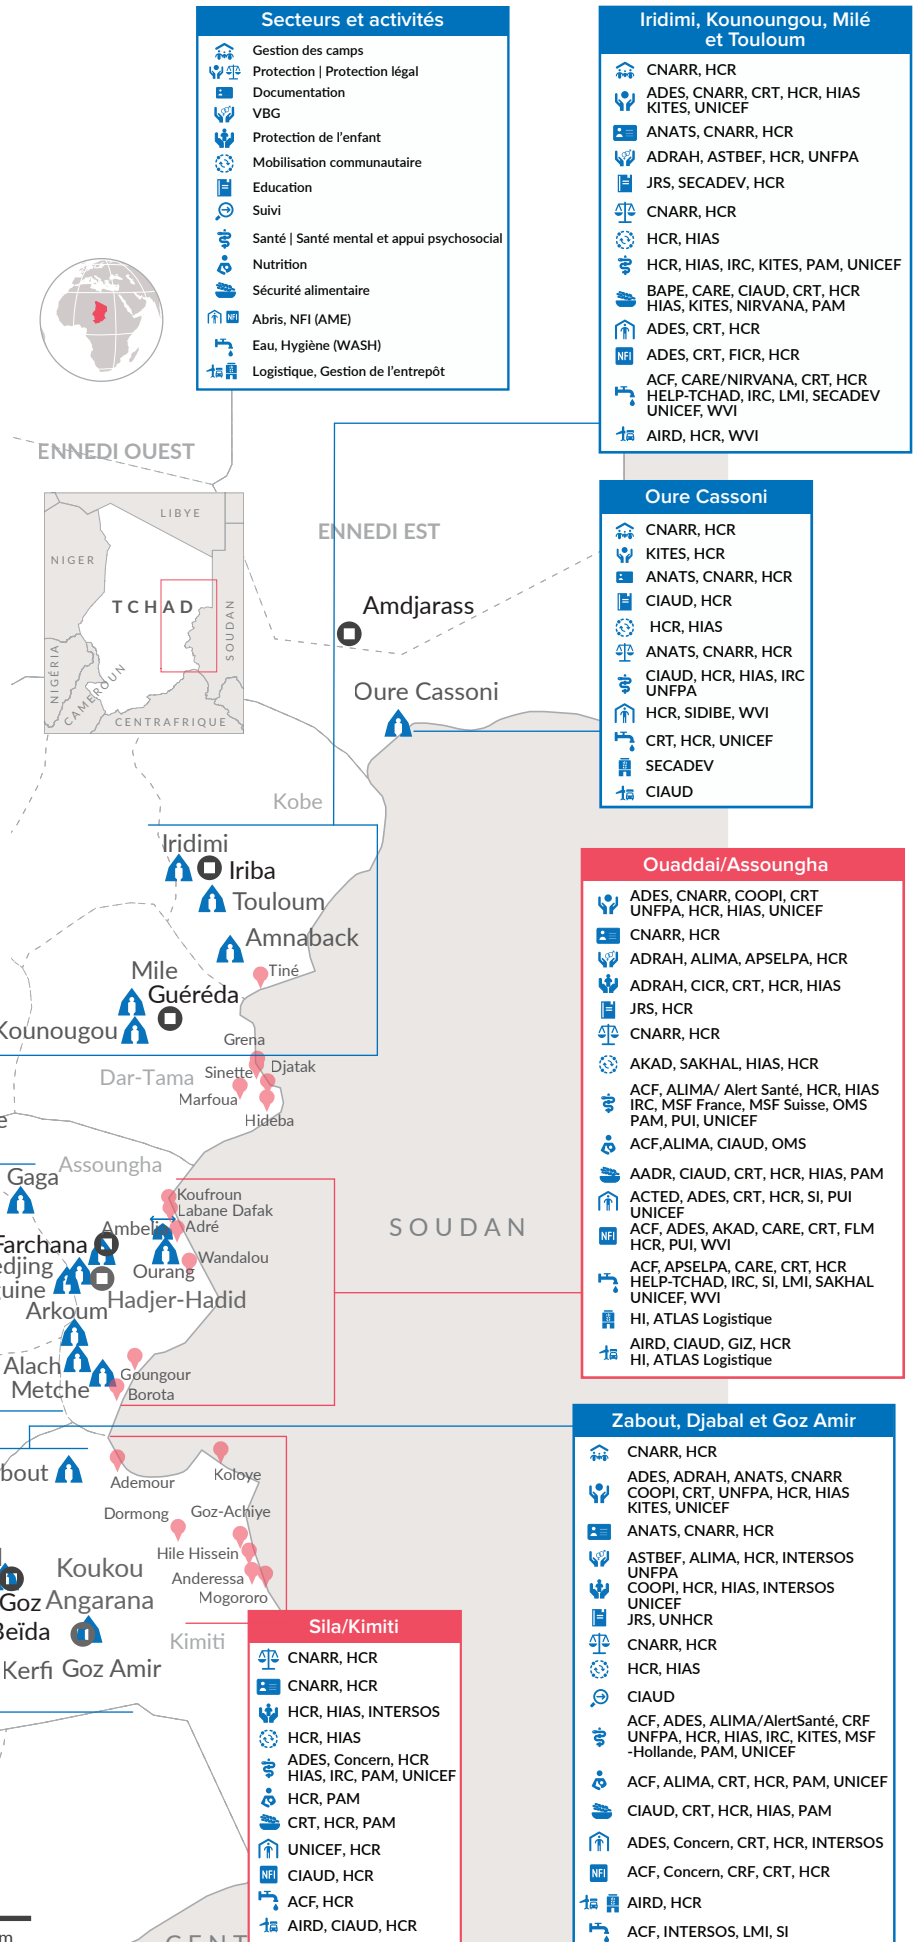 Secteurs et activités
Gestion des camps
Protection | Protection légal
Documentation
VBG
Protection de l'enfant
Mobilisation communautaire
Education
Suivi
Santé | Santé mental et appui psychosocial
Nutrition
Sécurité alimentaire
NFI
Abris, NFI (AME)
Eau, Hygiène (WASH)
Logistique, Gestion de l'entrepôt
Iridimi, Kounoungou, Milé
et Touloum
CNARR, HCR
ADES, CNARR, CRT, HCR, HIAS
KITES, UNICEF
ANATS, CNARR, HCR
ADRAH, ASTBEF, HCR, UNFPA
JRS, SECADEV, HCR
CNARR, HCR
HCR, HIAS
HCR, HIAS, IRC, KITES, PAM, UNICEF
BAPE, CARE, CIAUD, CRT, HCR
HIAS, KITES, NIRVANA, PAM
ADES, CRT, HCR
NFI
ADES, CRT, FICR, HCR
ACF, CARE/NIRVANA, CRT, HCR
HELP-TCHAD, IRC, LMI, SECADEV
UNICEF, WVI
AIRD, HCR, WVI
ENNEDI OUEST
ENNEDI EST
LIBYE
NIGER
TCHAD
SOUDAN
NIGÉRIA
CAMEROUN
CENTRAFRIQUE
Amdjarass
Oure Cassoni
Oure Cassoni
CNARR, HCR
KITES, HCR
ANATS, CNARR, HCR
CIAUD, HCR
HCR, HIAS
ANATS, CNARR, HCR
CIAUD, HCR, HIAS, IRC
UNFPA
HCR, SIDIBE, WVI
CRT, HCR, UNICEF
SECADEV
CIAUD
Kobe
Iridimi
Iriba
Touloum
Amnaback
Tiné
Mile
Guéréda
Kounougou
Grena
Sinette
Djatak
Dar-Tama
Marfoua
Hideba
e
Assoungha
Gaga
Koufroun
Labane Dafak
Ambelia
Adré
Farchana
Wandalou
edjing
Ourang
uine
Hadjer-Hadid
Arkoum
Alach
Metche
Goungour
Borota
SOUDAN
Ouaddai/Assoungha
ADES, CNARR, COOPI, CRT
UNFPA, HCR, HIAS, UNICEF
CNARR, HCR
ADRAH, ALIMA, APSELPA, HCR
ADRAH, CICR, CRT, HCR, HIAS
JRS, HCR
CNARR, HCR
AKAD, SAKHAL, HIAS, HCR
ACF, ALIMA/ Alert Santé, HCR, HIAS
IRC, MSF France, MSF Suisse, OMS
PAM, PUI, UNICEF
ACF,ALIMA, CIAUD, OMS
AADR, CIAUD, CRT, HCR, HIAS, PAM
ACTED, ADES, CRT, HCR, SI, PUI
UNICEF
NFI
ACF, ADES, AKAD, CARE, CRT, FLM
HCR, PUI, WVI
ACF, APSELPA, CARE, CRT, HCR
HELP-TCHAD, IRC, SI, LMI, SAKHAL
UNICEF, WVI
HI, ATLAS Logistique
AIRD, CIAUD, GIZ, HCR
HI, ATLAS Logistique
bout
Ademour
Koloye
Dormong
Goz-Achiye
Hile Hissein
Anderessa
Mogororo
Koukou
Angarana
Goz
Beïda
Kimiti
Kerfi
Goz Amir
Zabout, Djabal et Goz Amir
CNARR, HCR
ADES, ADRAH, ANATS, CNARR
COOPI, CRT, UNFPA, HCR, HIAS
KITES, UNICEF
ANATS, CNARR, HCR
ASTBEF, ALIMA, HCR, INTERSOS
UNFPA
COOPI, HCR, HIAS, INTERSOS
UNICEF
JRS, UNHCR
CNARR, HCR
HCR, HIAS
CIAUD
ACF, ADES, ALIMA/AlertSanté, CRF
UNFPA, HCR, HIAS, IRC, KITES, MSF
-Hollande, PAM, UNICEF
ACF, ALIMA, CRT, HCR, PAM, UNICEF
CIAUD, CRT, HCR, HIAS, PAM
ADES, Concern, CRT, HCR, INTERSOS
NFI
ACF, Concern, CRF, CRT, HCR
AIRD, HCR
ACF, INTERSOS, LMI, SI
Sila/Kimiti
CNARR, HCR
CNARR, HCR
HCR, HIAS, INTERSOS
HCR, HIAS
ADES, Concern, HCR
HIAS, IRC, PAM, UNICEF
HCR, PAM
CRT, HCR, PAM
UNICEF, HCR
NFI
CIAUD, HCR
ACF, HCR
AIRD, CIAUD, HCR
m
CENT